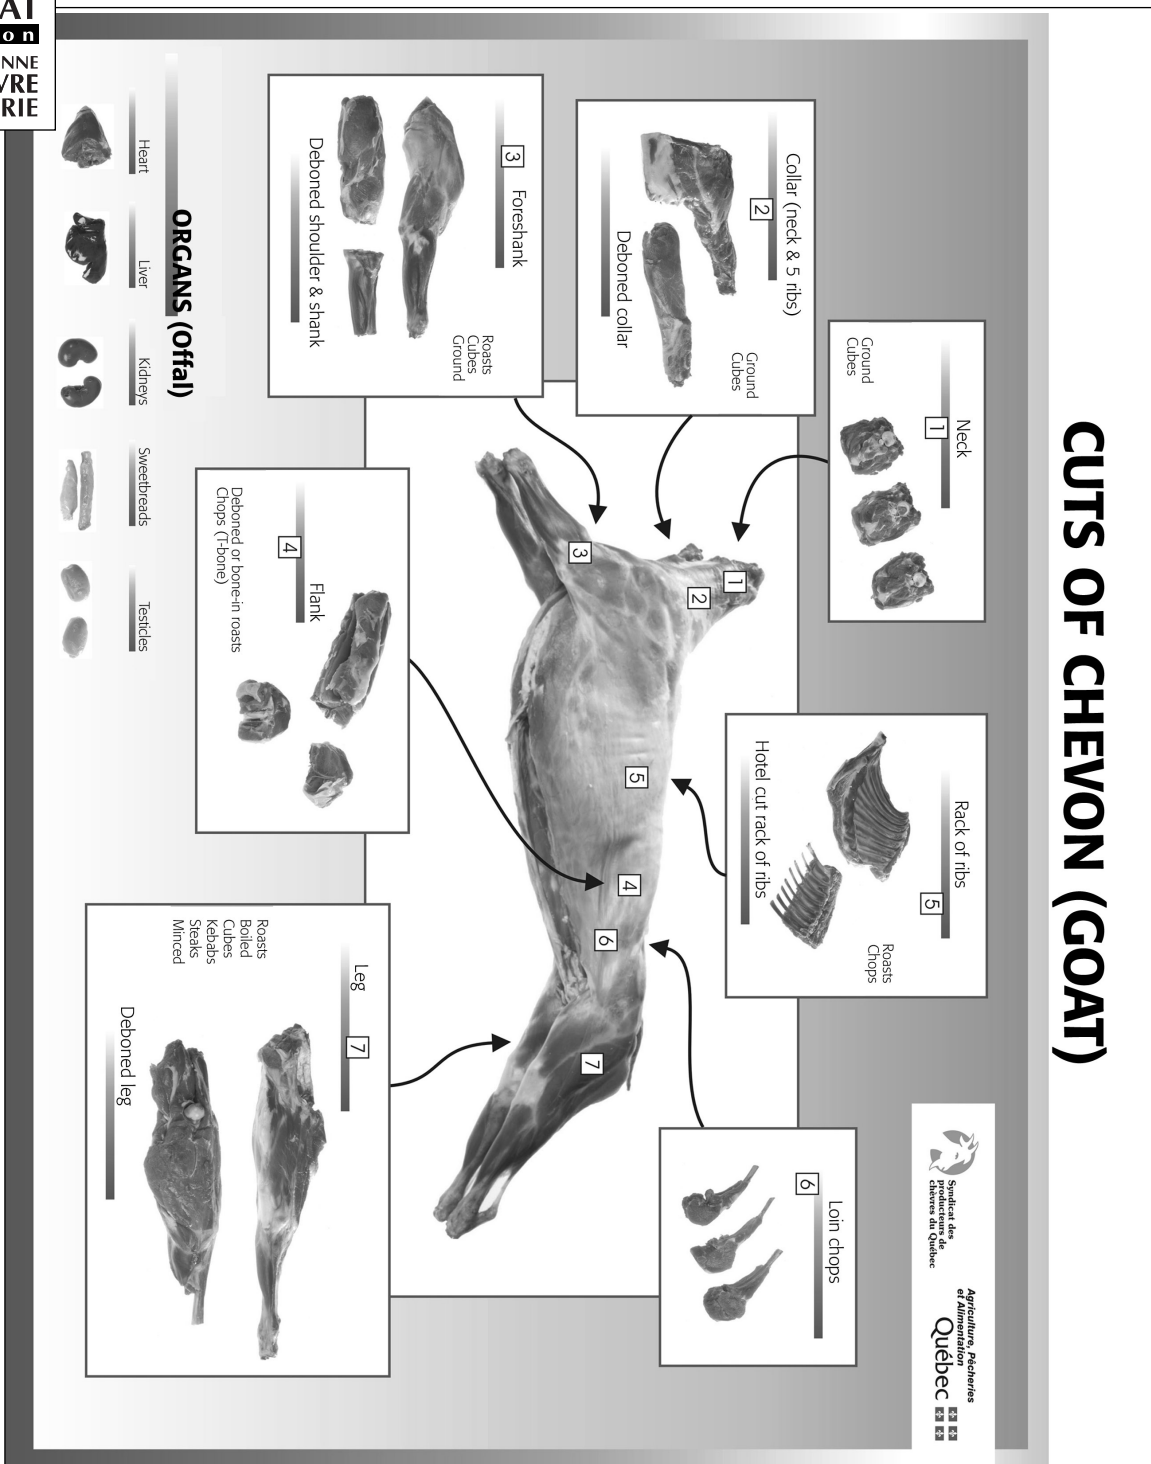 CUTS OF CHEVON (GOAT)
Syndicat des
producteurs de
chèvres du Québec
Agriculture, Pêcheries
et Alimentation
Québec
Neck
1
Ground
Cubes
Rack of ribs
5
Roasts
Chops
Hotel cut rack of ribs
Loin chops
6
Collar (neck & 5 ribs)
2
Ground
Cubes
Deboned collar
3
Foreshank
Roasts
Cubes
Ground
Deboned shoulder & shank
1
2
3
5
4
6
7
Flank
4
Deboned or bone-in roasts
Chops (T-bone)
Leg
7
Roasts
Boiled
Cubes
Kebabs
Steaks
Minced
Deboned leg
ORGANS (Offal)
Heart
Liver
Kidneys
Sweetbreads
Testicles
on
NNE
VRE
RIE